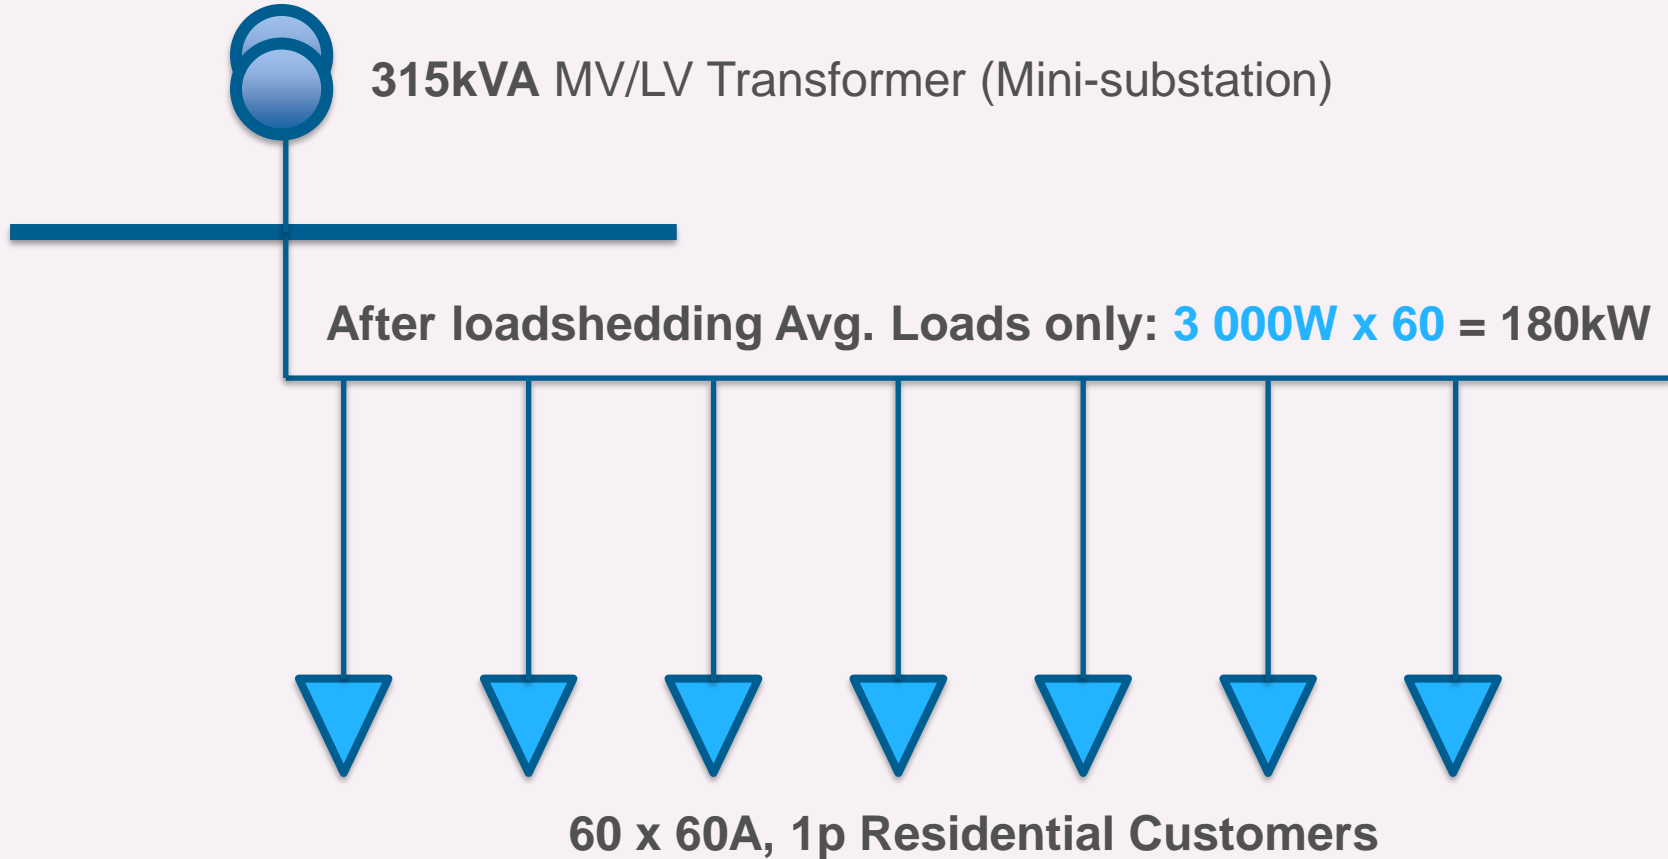 315kVA MV/LV Transformer (Mini-substation)
After loadshedding Avg. Loads only: 3 000W x 60 = 180kW
60 x 60A, 1p Residential Customers